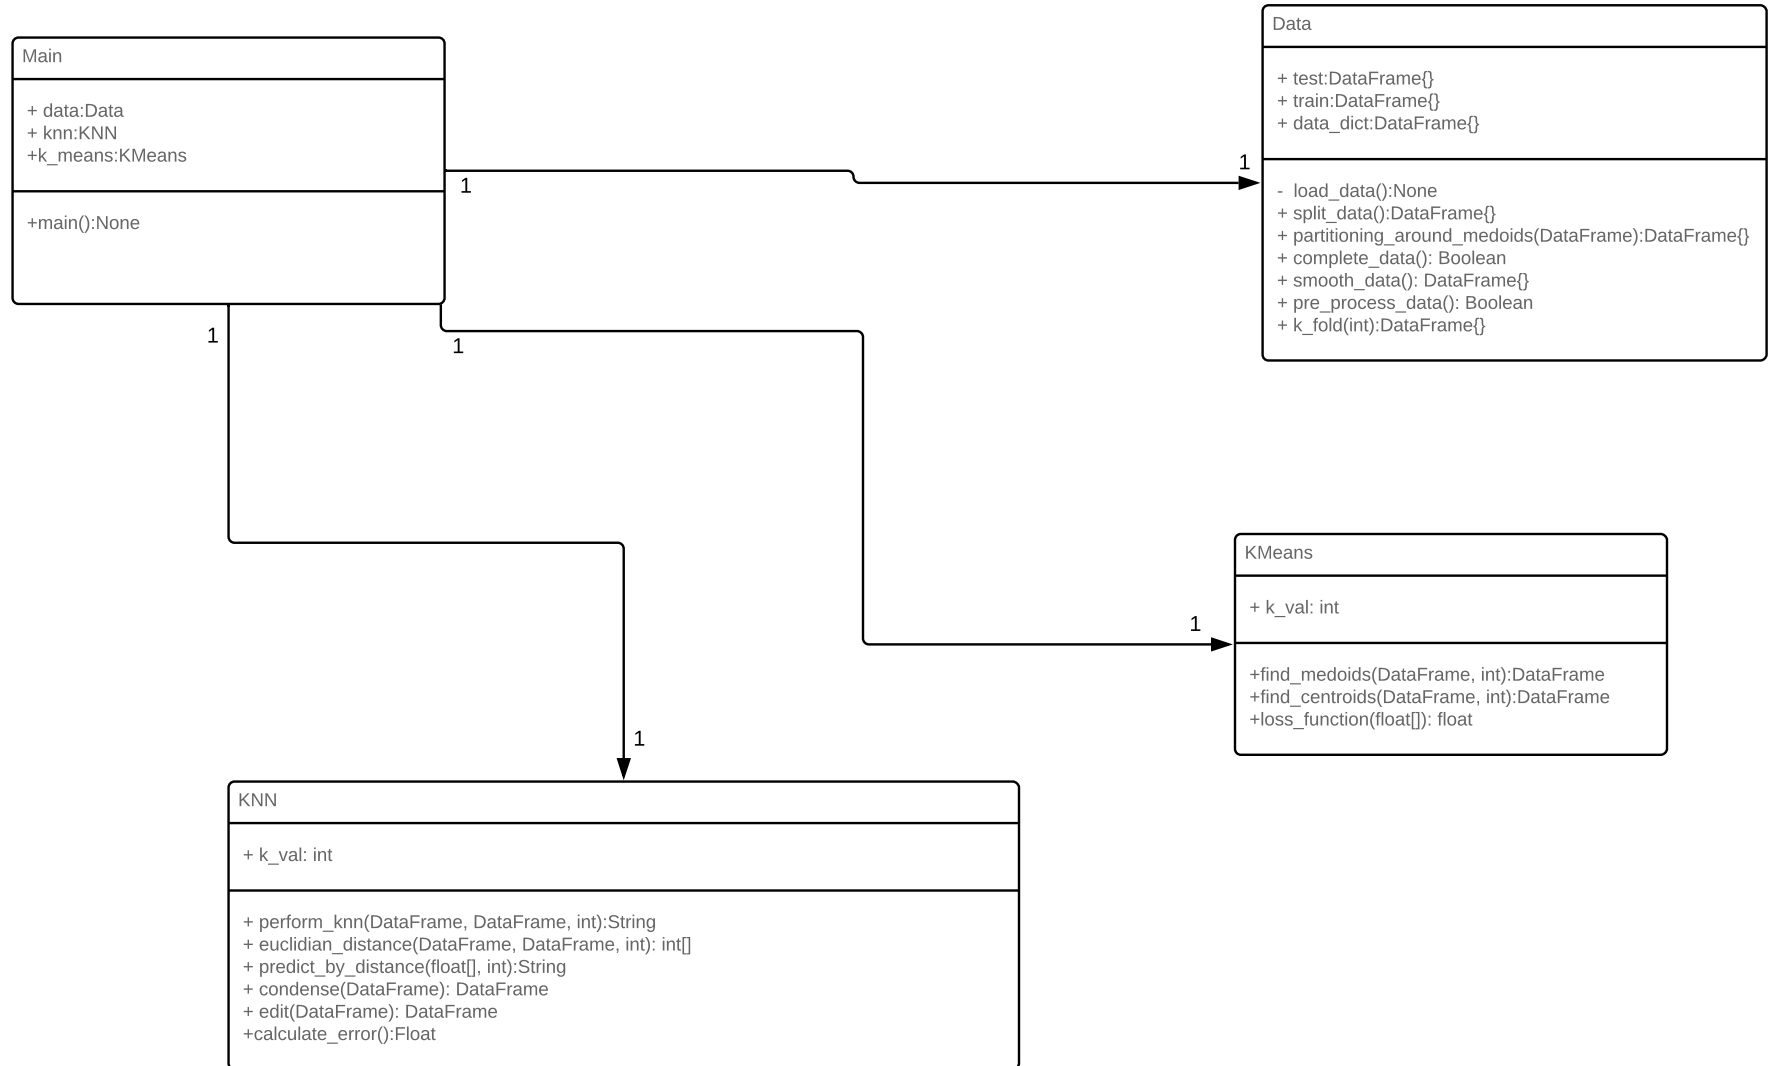 Main
+ data:Data
+ knn:KNN
+k_means:KMeans
+main():None
1
1
1
Data
+ test:DataFrame{}
+ train:DataFrame{}
+ data_dict:DataFrame{}
1
-  load_data():None
+ split_data():DataFrame{}
+ partitioning_around_medoids(DataFrame):DataFrame{}
+ complete_data(): Boolean
+ smooth_data(): DataFrame{}
+ pre_process_data(): Boolean
+ k_fold(int):DataFrame{}
KMeans
+ k_val: int
1
+find_medoids(DataFrame, int):DataFrame
+find_centroids(DataFrame, int):DataFrame
+loss_function(float[]): float
1
KNN
+ k_val: int
+ perform_knn(DataFrame, DataFrame, int):String
+ euclidian_distance(DataFrame, DataFrame, int): int[]
+ predict_by_distance(float[], int):String
+ condense(DataFrame): DataFrame
+ edit(DataFrame): DataFrame
+calculate_error():Float